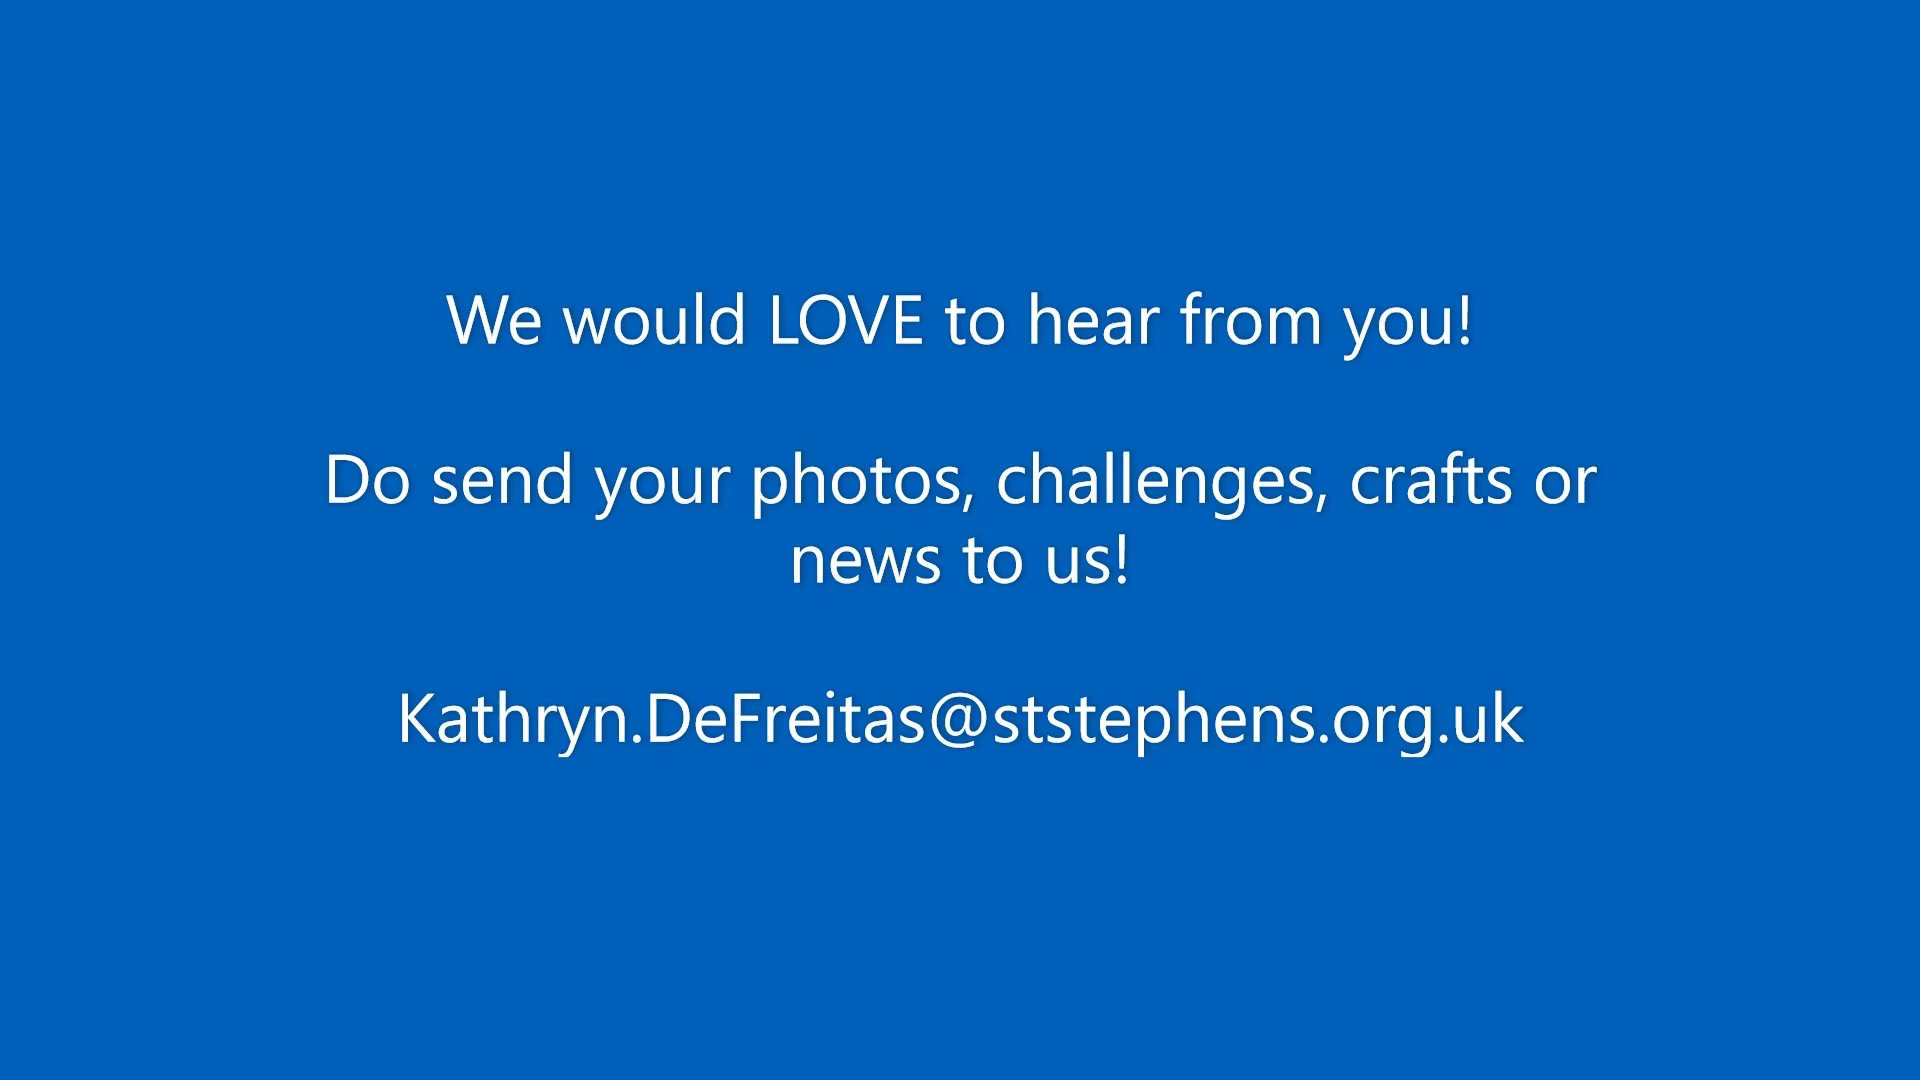 We would LOVE to hear from you!
Do send your photos, challenges, crafts or
news to us!
Kathryn.DeFreitas@ststephens.org.uk